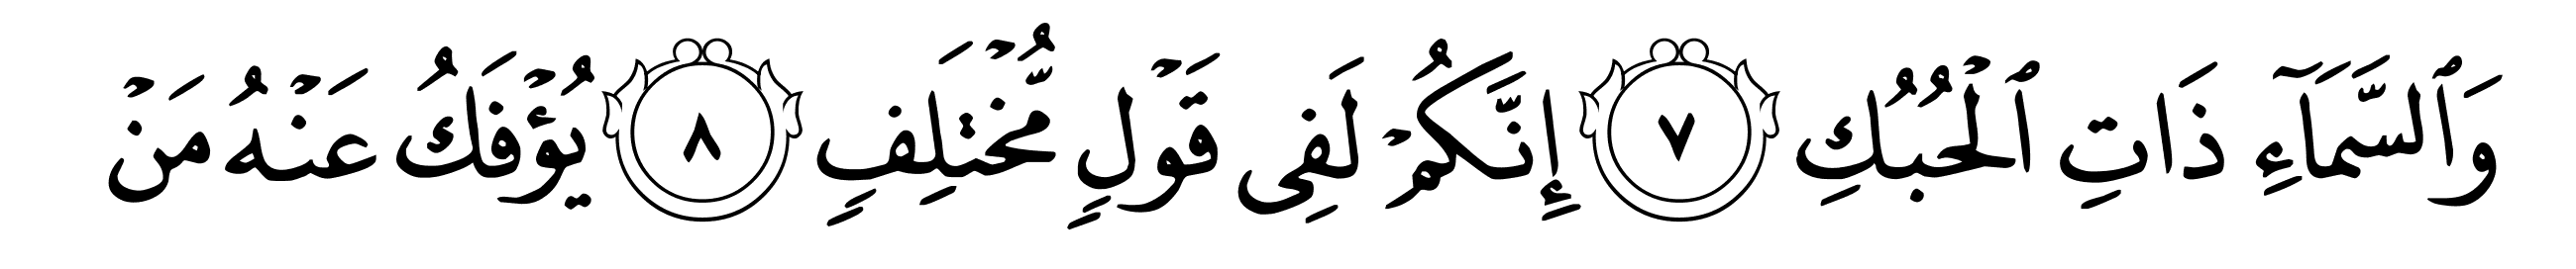 وَٱلسَّمَآءِ ذَاتِ ٱلْحُبُكِ ٧ إِنَّكُمْ لَفِى قَوْلٍ مُّخْتَلِفٍ ٨ يُؤْفَكُ عَنْهُ مَنْ